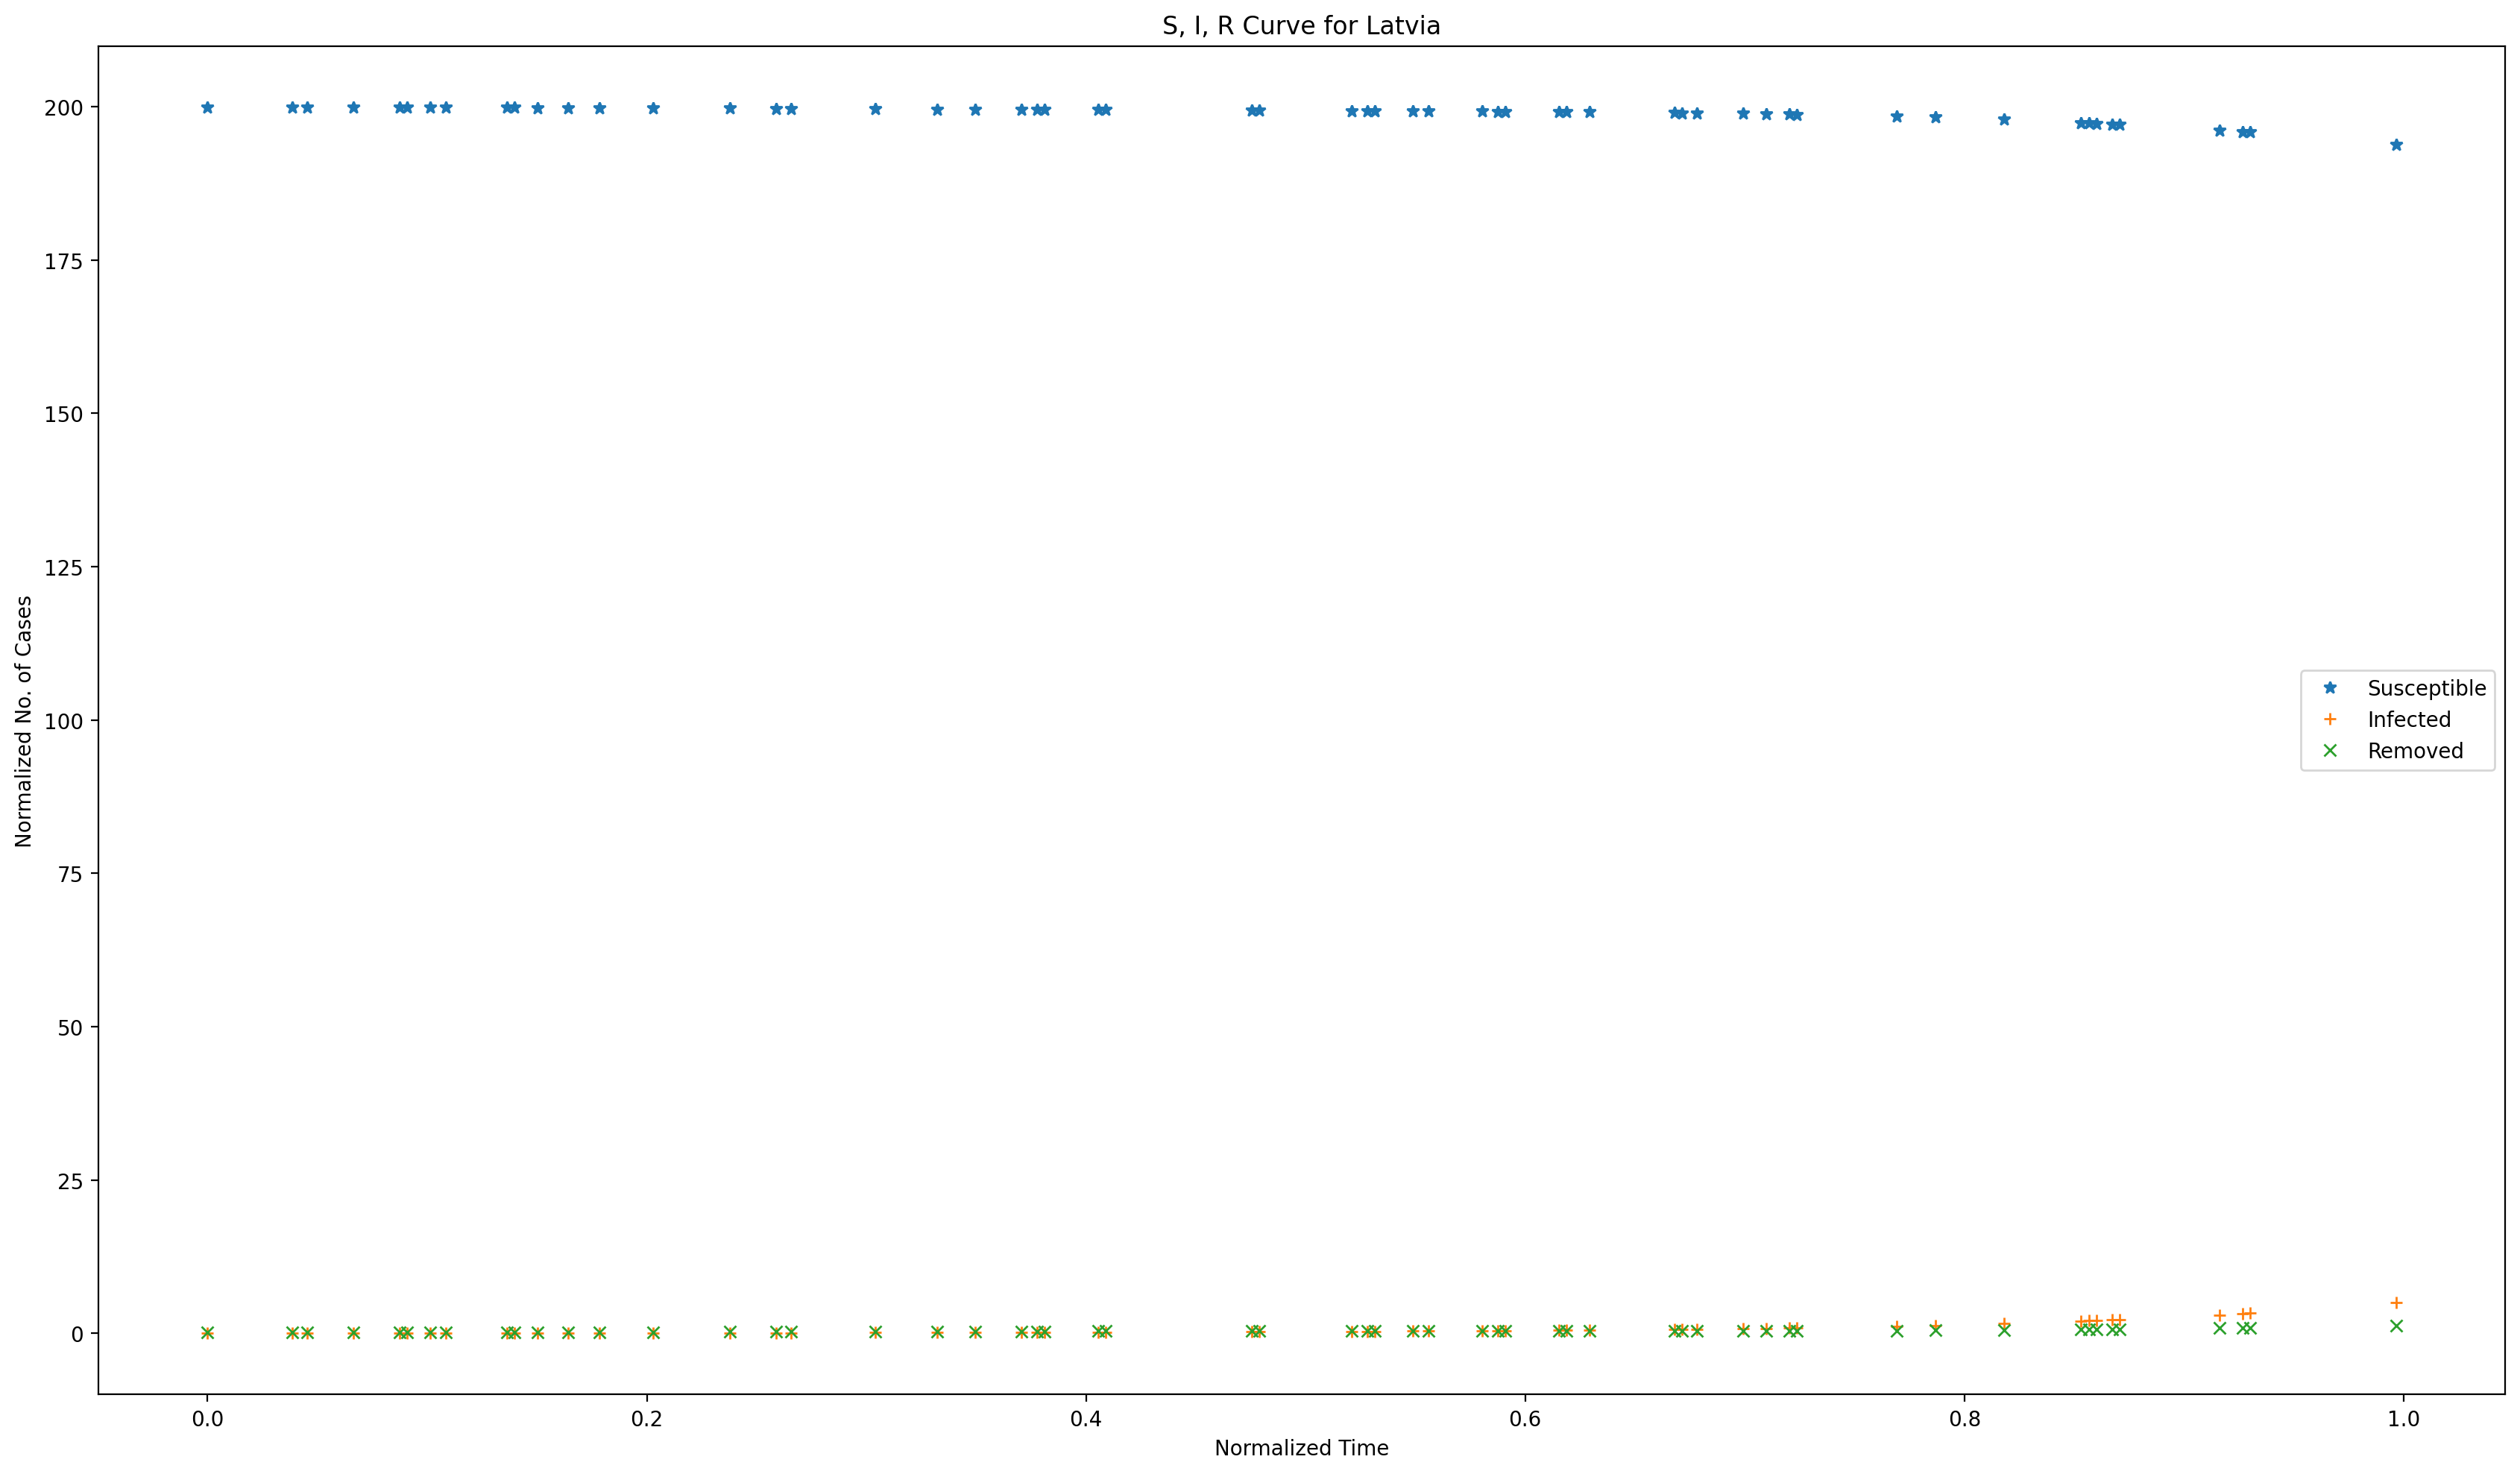 S, I, R Curve for Latvia
200
175
150
125
100
75
50
25
0
Normalized No. of Cases
Susceptible
Infected
Removed
0.0 0.2 0.4 0.6 0.8 1.0
Normalized Time